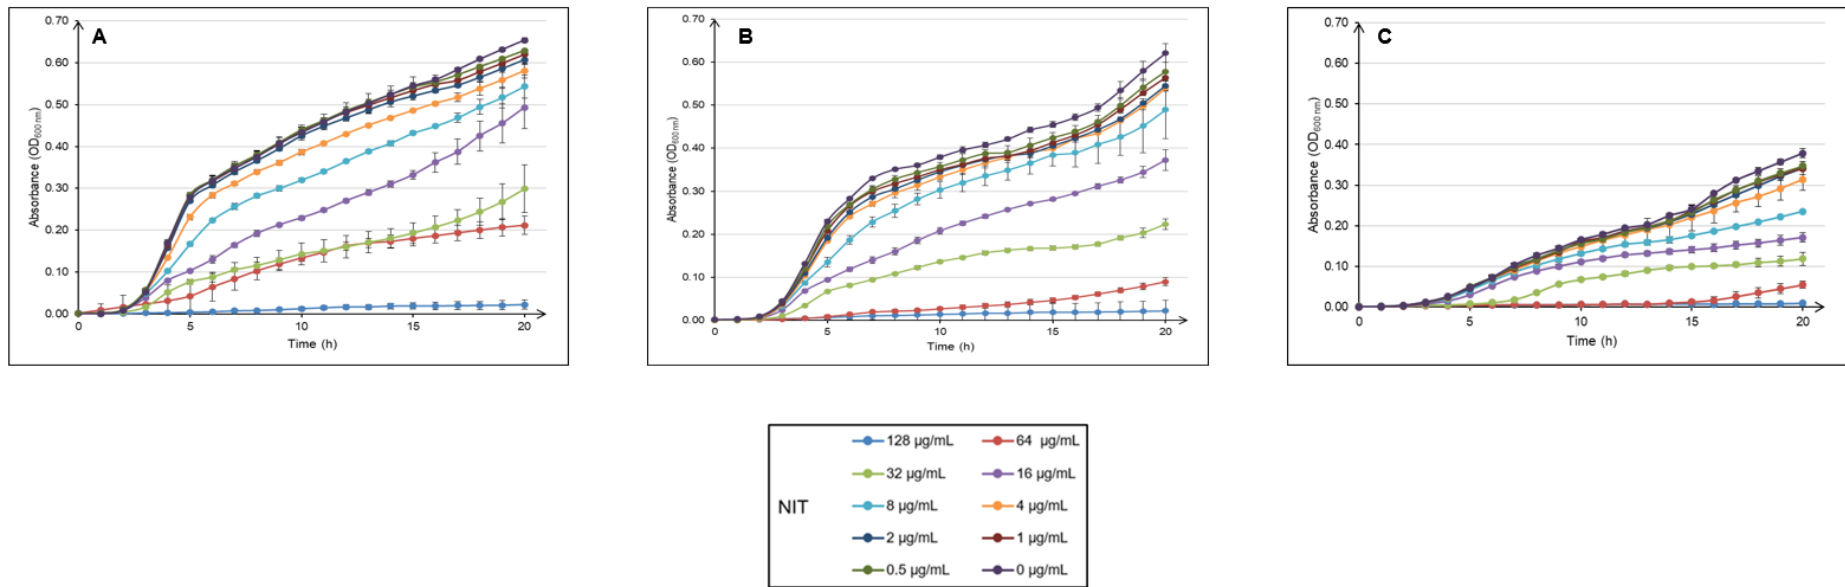 A
Absorbance (OD600 nm)
0.70
0.60
0.50
0.40
0.30
0.20
0.10
0.00
0 5 10 15 20
Time (h)
B
Absorbance (OD600 nm)
0.70
0.60
0.50
0.40
0.30
0.20
0.10
0.00
0 5 10 15 20
Time (h)
C
Absorbance (OD600 nm)
0.70
0.60
0.50
0.40
0.30
0.20
0.10
0.00
0 5 10 15 20
Time (h)
NIT
128 µg/mL 64 µg/mL
32 µg/mL 16 µg/mL
8 µg/mL 4 µg/mL
2 µg/mL 1 µg/mL
0.5 µg/mL 0 µg/mL